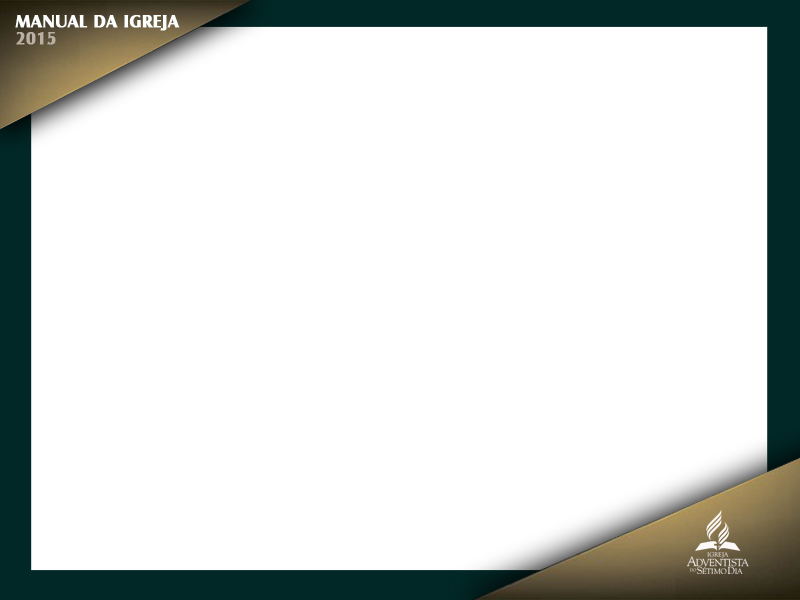 MANUAL DA IGREJA
2015
IGREJA
ADVENTISTA
DO SÉTIMO DIA